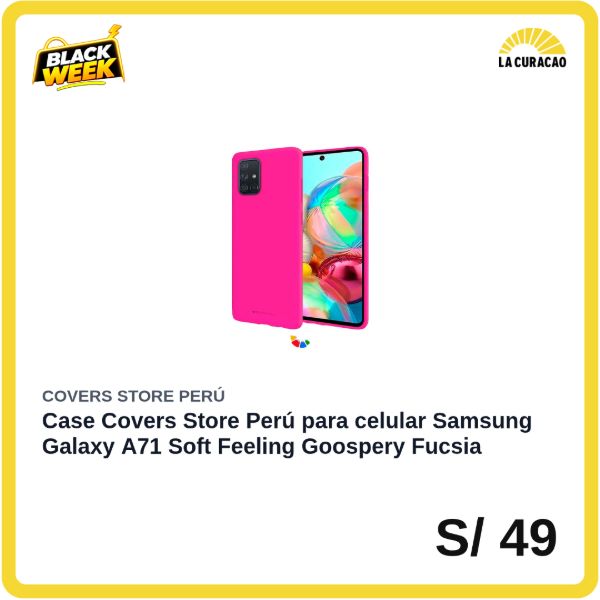 BLACK
WEEK
LA CURACAO
COVERS STORE PERÚ
Case Covers Store Perú para celular Samsung
Galaxy A71 Soft Feeling Goospery Fucsia
S/ 49